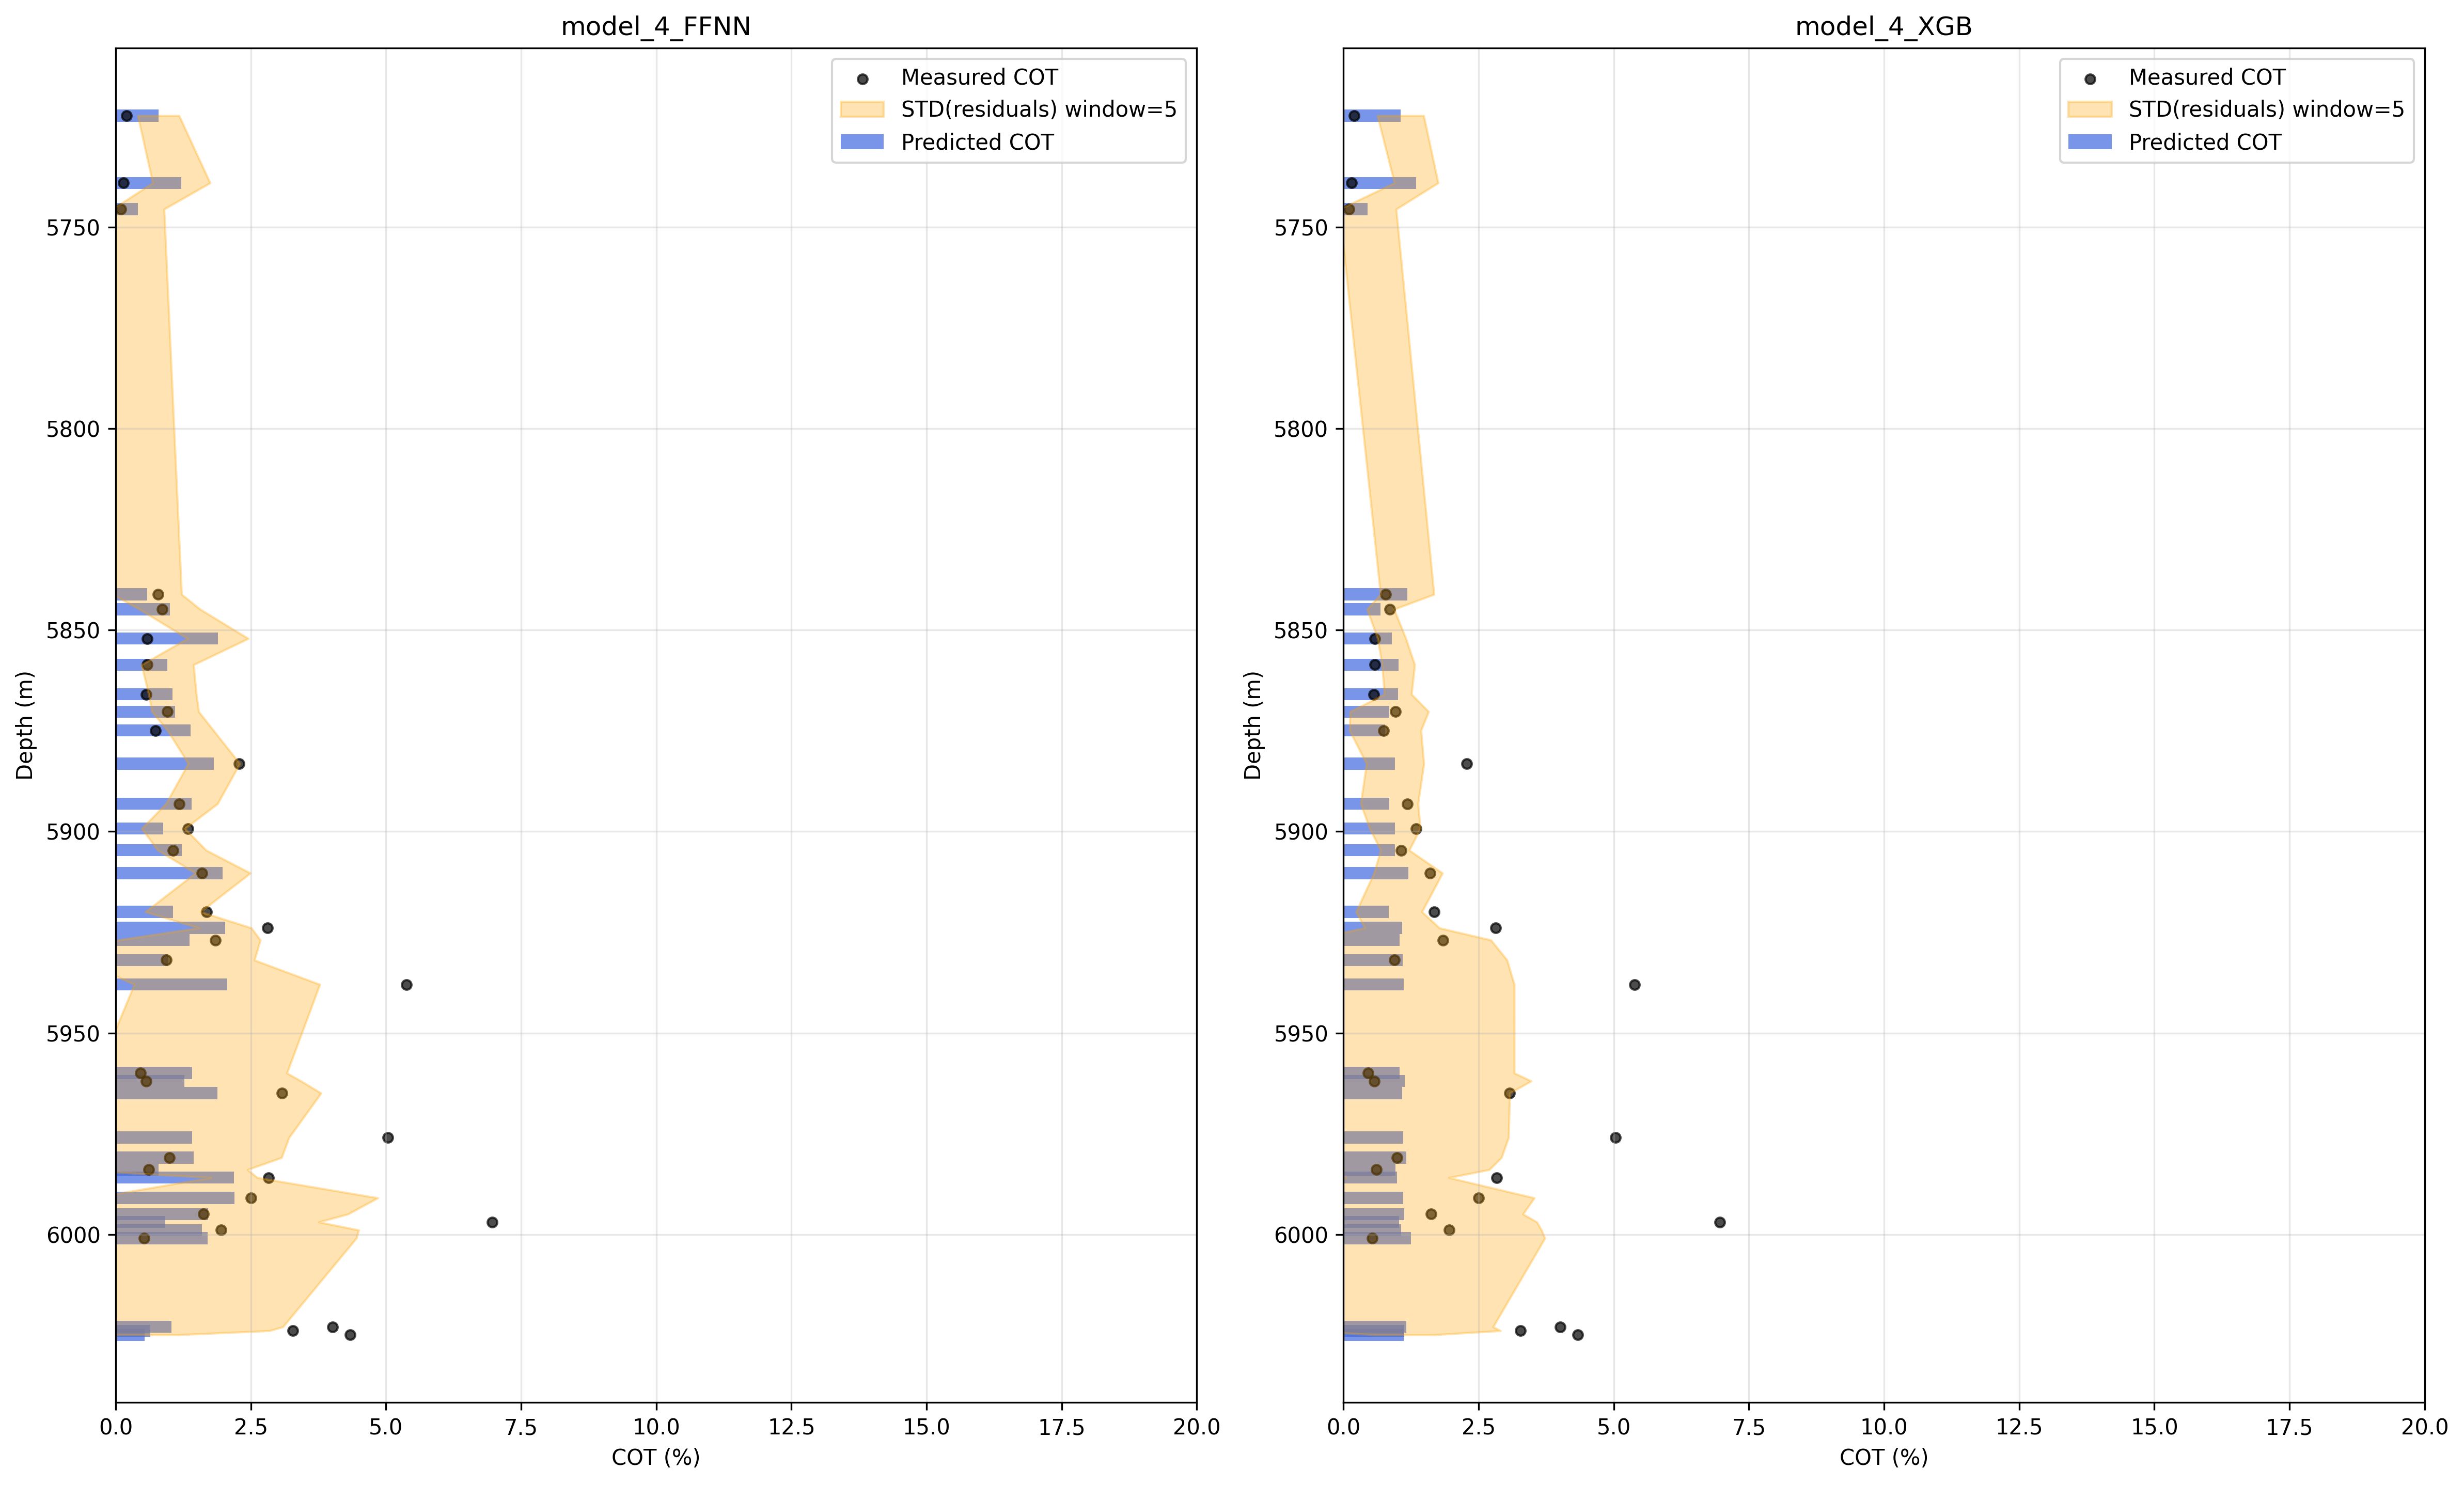 model_4_FFNN
Measured COT
STD(residuals) window=5
Predicted COT
5750
5800
5850
5900
5950
6000
Depth (m)
0.0 2.5 5.0 7.5 10.0 12.5 15.0 17.5 20.0
COT (%)
model_4_XGB
Measured COT
STD(residuals) window=5
Predicted COT
5750
5800
5850
5900
5950
6000
Depth (m)
0.0 2.5 5.0 7.5 10.0 12.5 15.0 17.5 20.0
COT (%)